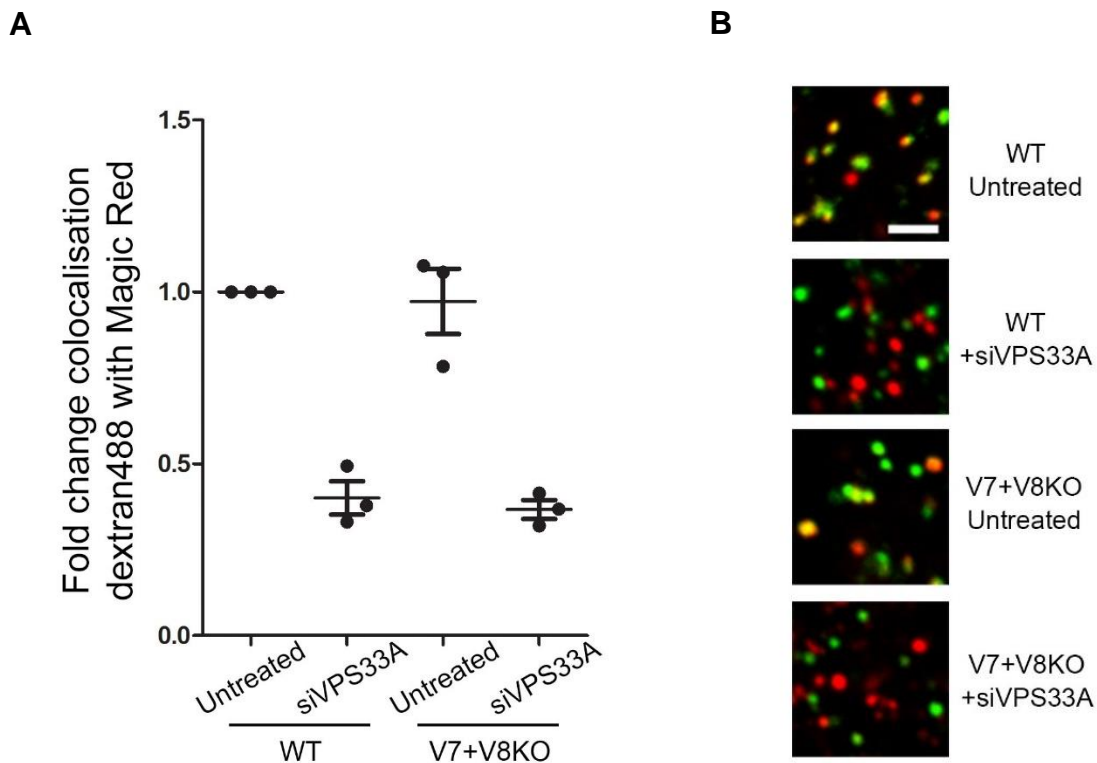 A
B
Fold change colocalisation
dextran488 with Magic Red
1.5
1.0
0.5
0.0
Untreated
siVPS33A
Untreated
siVPS33A
WT
V7+V8KO
WT
Untreated
WT
+siVPS33A
V7+V8KO
Untreated
V7+V8KO
+siVPS33A